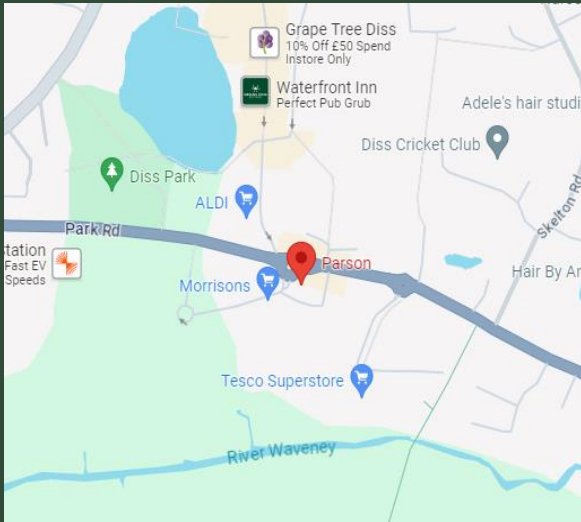 Grape Tree Diss
10% Off £50 Spend
Instore Only
Waterfront Inn
Perfect Pub Grub
Adele's hair studi
Diss Cricket Club
Diss Park
ALDI
Skelton Rd
Park Rd
Station
Fast EV
Speeds
Parson
Hair By
Morrisons
Tesco Superstore
River Waveney